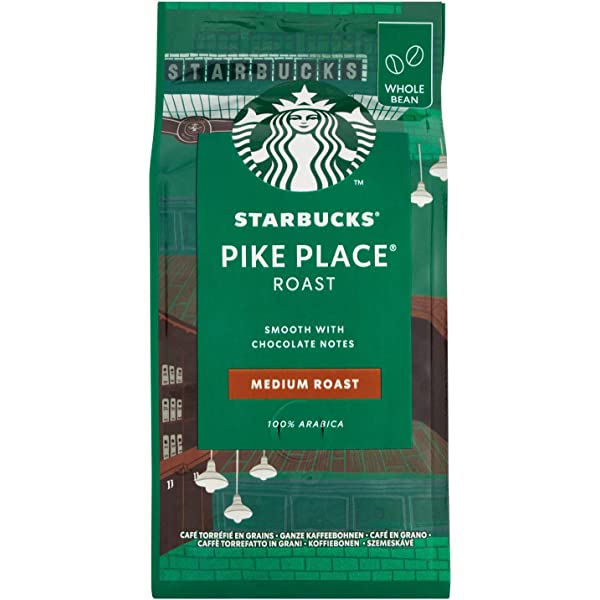 STARBUCKS
WHOLE
BEAN
™
STARBUCKS®
PIKE PLACE®
ROAST
SMOOTH WITH
CHOCOLATE NOTES
MEDIUM ROAST
100% ARABICA
CAFÉ TORRÉFIÉ EN GRAINS · GANZE KAFFEEBOHNEN · CAFÉ EN GRANO ·
CAFFÈ TORREFATTO IN GRANI · KOFFIEBONEN · SZEMESKÁVÉ